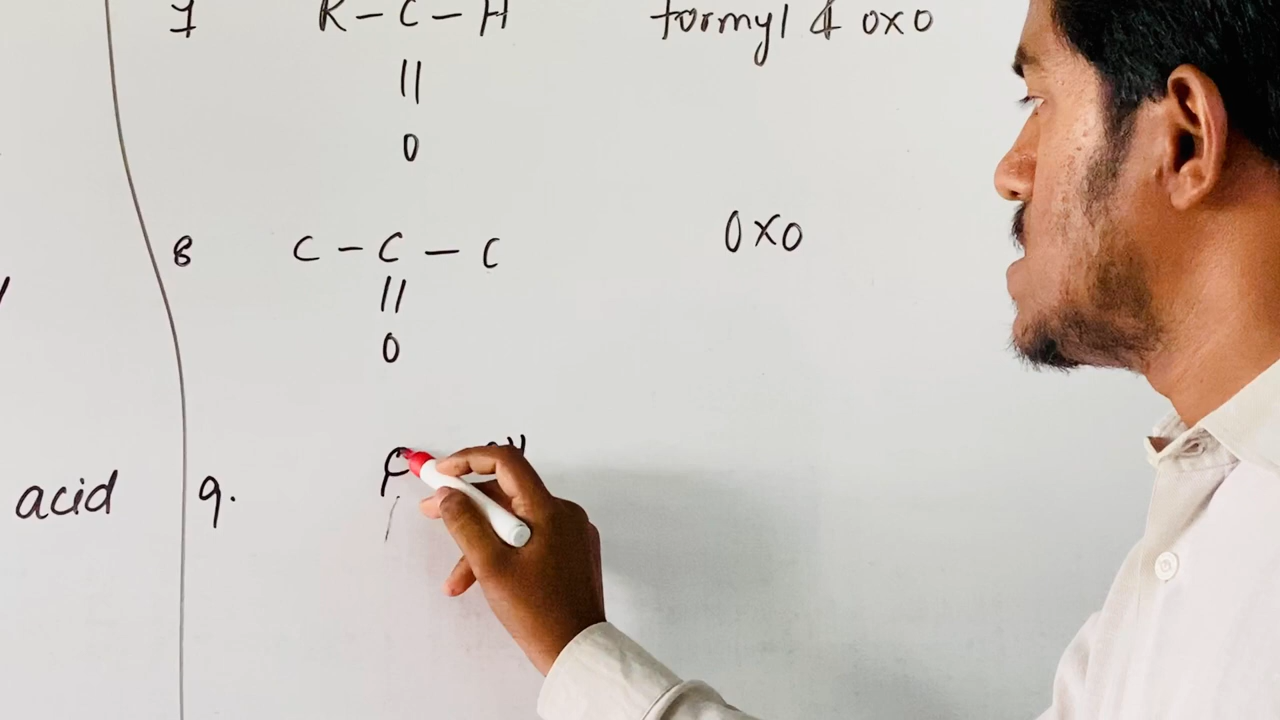 7 R – C – H formyl & oxo
||
O
8 C – C – C OXO
||
O
acid 9.